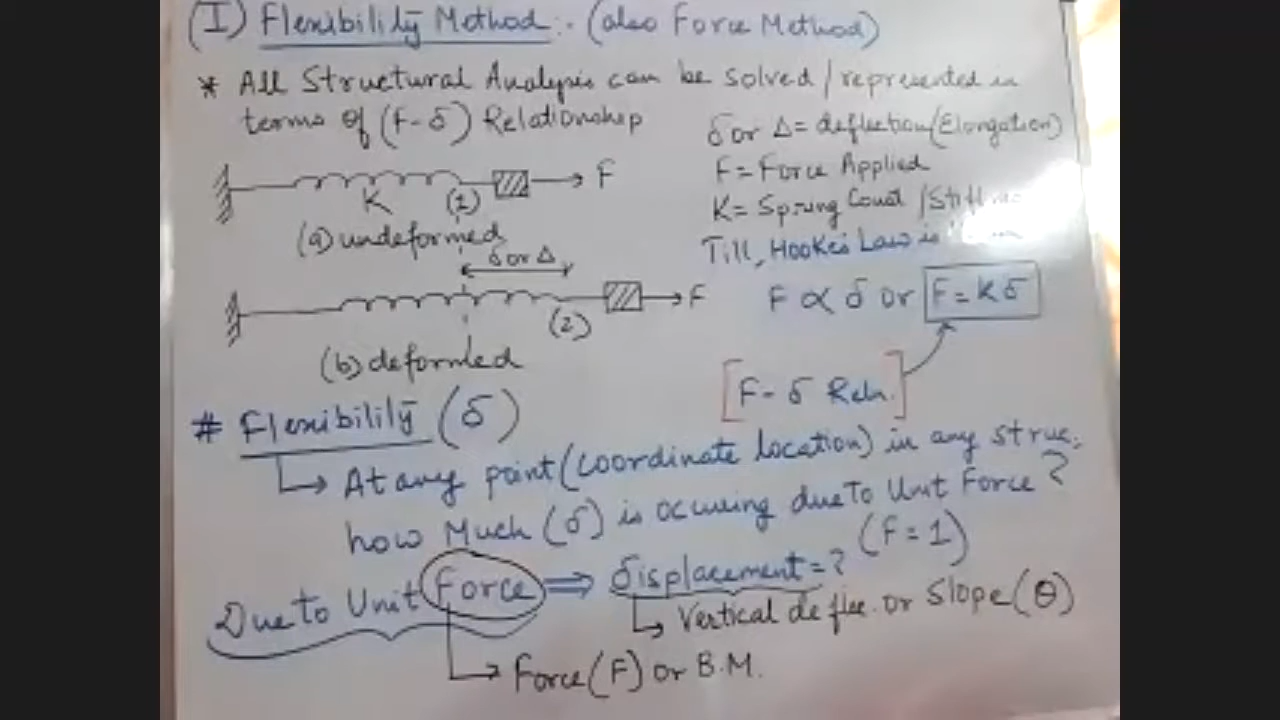 (I) Flexibility Method :- (also Force Method)
* All Structural Analysis can be solved / represented in
terms of (F-δ) Relationship
δ or Δ = deflection (Elongation)
F = Force Applied
K = Spring Const /
Till, Hooke's Law is
F ∝ δ or F = Kδ
[F - δ Reln.]
K
(1)
F
(a) undeformed
δ or Δ
F
(2)
(b) deformed
# Flexibility (δ)
At any point (coordinate location) in any struc.
how Much (δ) is occuring due to Unit Force ?
(F = 1)
Due to Unit Force ⇒ displacement = ?
Vertical deflec. or Slope (θ)
Force (F) or B.M.